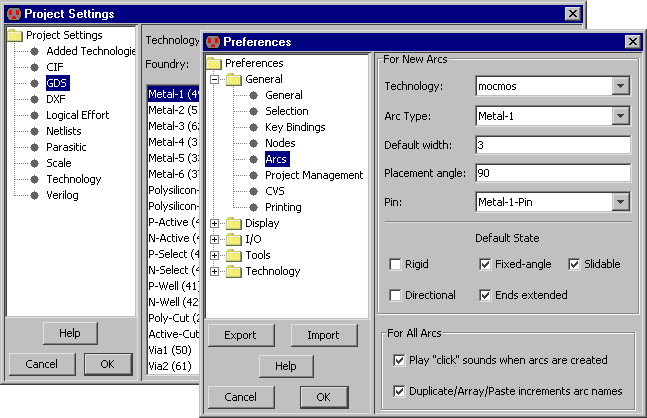 Project Settings
Project Settings
Added Technologie
CIF
GDS
DXF
Logical Effort
Netlists
Parasitic
Scale
Technology
Verilog
Help
Cancel
OK
Technology
Foundry:
Metal-1 (49
Metal-2 (5
Metal-3 (62
Metal-4 (3
Metal-5 (33
Metal-6 (37
Polysilicon-
Polysilicon-
P-Active (4
N-Active (4
P-Select (4
N-Select (4
P-Well (41)
N-Well (42
Poly-Cut (2
Active-Cut
Via1 (50)
Via2 (61)
Preferences
Preferences
General
General
Selection
Key Bindings
Nodes
Arcs
Project Management
CVS
Printing
Display
I/O
Tools
Technology
Export
Import
Help
Cancel
OK
For New Arcs
Technology: mocmos
Arc Type: Metal-1
Default width: 3
Placement angle: 90
Pin: Metal-1-Pin
Default State
Rigid Fixed-angle Slidable
Directional Ends extended
For All Arcs
Play "click" sounds when arcs are created
Duplicate/Array/Paste increments arc names